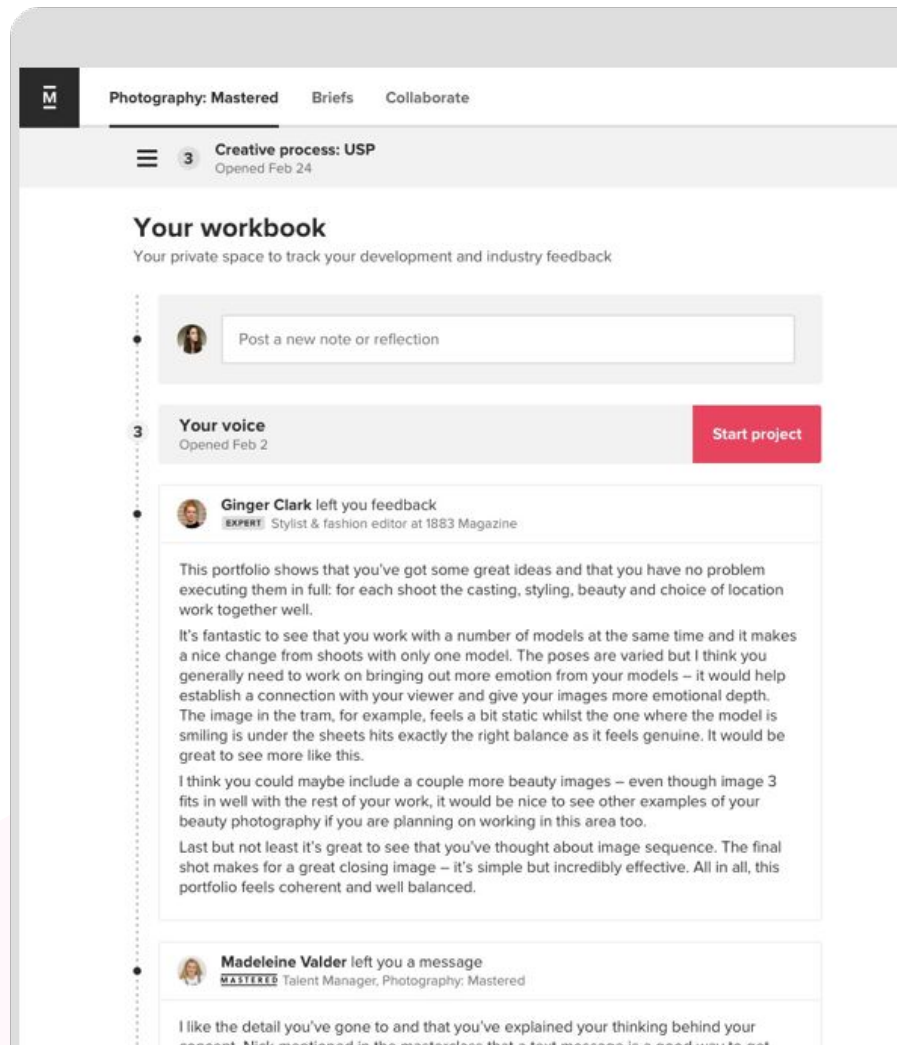 M
Photography: Mastered Briefs Collaborate
3 Creative process: USP
Opened Feb 24
Your workbook
Your private space to track your development and industry feedback
Post a new note or reflection
3 Your voice
Opened Feb 2
Start project
Ginger Clark left you feedback
EXPERT Stylist & fashion editor at 1883 Magazine
This portfolio shows that you’ve got some great ideas and that you have no problem
executing them in full: for each shoot the casting, styling, beauty and choice of location
work together well.
It’s fantastic to see that you work with a number of models at the same time and it makes
a nice change from shoots with only one model. The poses are varied but I think you
generally need to work on bringing out more emotion from your models – it would help
establish a connection with your viewer and give your images more emotional depth.
The image in the tram, for example, feels a bit static whilst the one where the model is
smiling is under the sheets hits exactly the right balance as it feels genuine. It would be
great to see more like this.
I think you could maybe include a couple more beauty images – even though image 3
fits in well with the rest of your work, it would be nice to see other examples of your
beauty photography if you are planning on working in this area too.
Last but not least it’s great to see that you’ve thought about image sequence. The final
shot makes for a great closing image – it’s simple but incredibly effective. All in all, this
portfolio feels coherent and well balanced.
Madeleine Valder left you a message
MASTERED Talent Manager, Photography: Mastered
I like the detail you’ve gone to and that you’ve explained your thinking behind your
concept. Nick mentioned in the masterclass that a text message is a good way to get